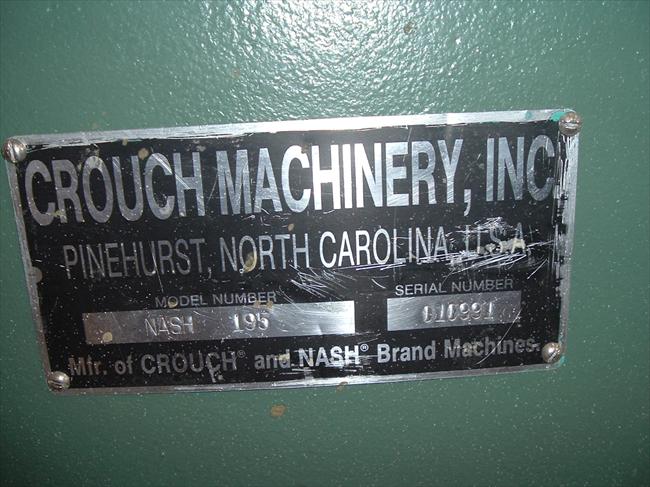 CROUCH MACHINERY, INC.
PINEHURST, NORTH CAROLINA, U.S.A.
MODEL NUMBER SERIAL NUMBER
NASH 195 010991
Mfr. of CROUCH® and NASH® Brand Machines.